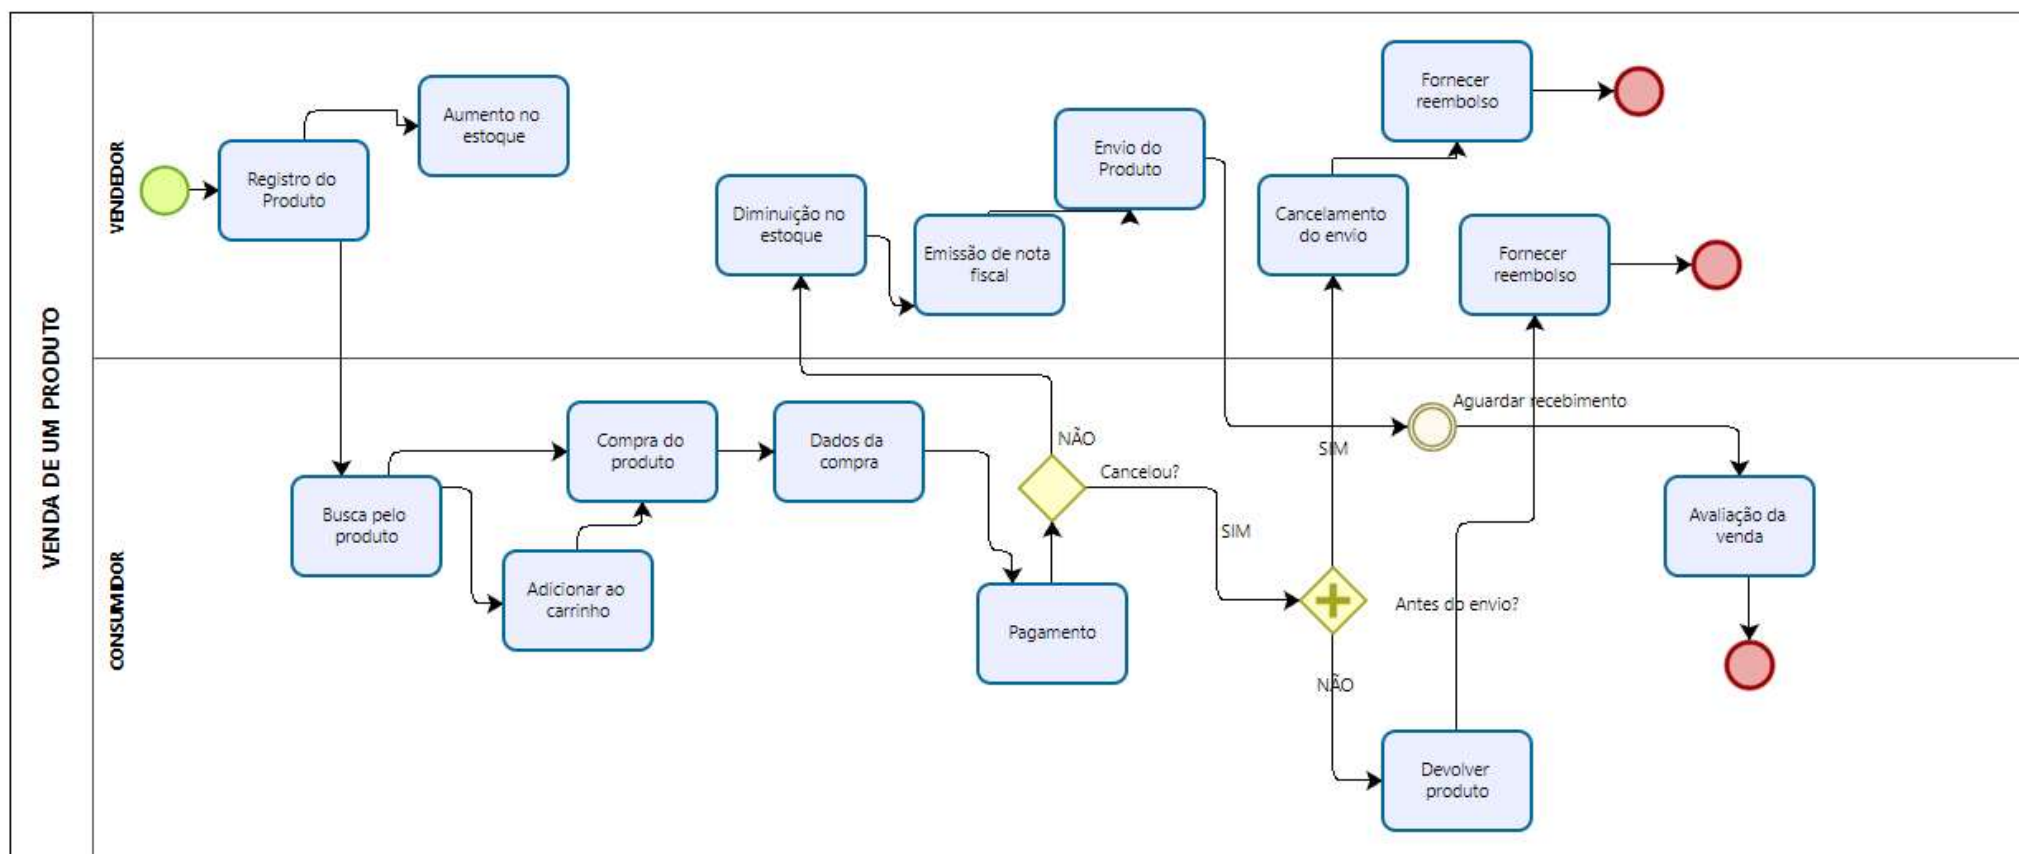 VENDA DE UM PRODUTO
VENDEDOR
Registro do
Produto
Aumento no
estoque
Diminuição no
estoque
Emissão de nota
fiscal
Envio do
Produto
Cancelamento
do envio
Fornecer
reembolso
Fornecer
reembolso
CONSUMIDOR
Busca pelo
produto
Adicionar ao
carrinho
Compra do
produto
Dados da
compra
Pagamento
NÃO
Cancelou?
SIM
SIM
Antes do envio?
NÃO
Devolver
produto
Aguardar recebimento
Avaliação da
venda